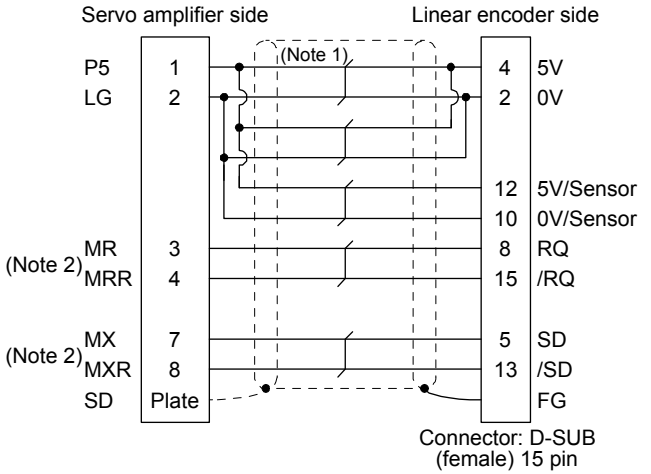 Servo amplifier side Linear encoder side
(Note 1)
P5 1 4 5V
LG 2 2 0V
12 5V/Sensor
10 0V/Sensor
(Note 2) MR 3 8 RQ
MRR 4 15 /RQ
(Note 2) MX 7 5 SD
MXR 8 13 /SD
SD Plate FG
Connector: D-SUB
(female) 15 pin